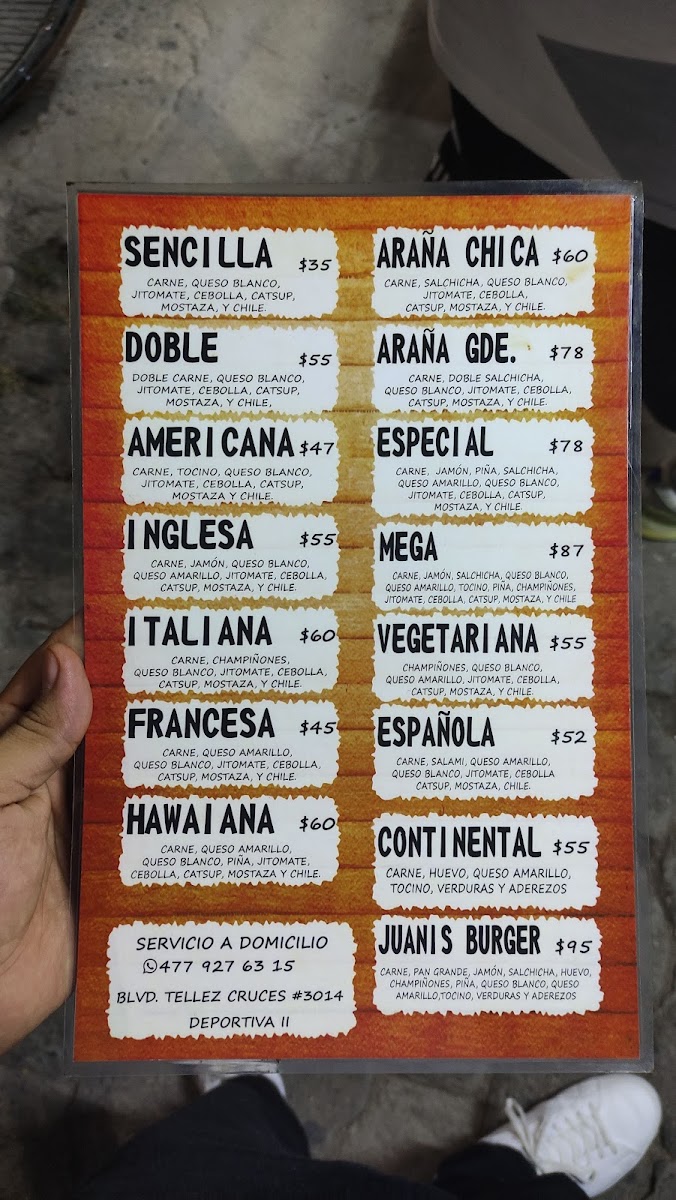 SENCILLA $35
CARNE, QUESO BLANCO,
JITOMATE, CEBOLLA, CATSUP,
MOSTAZA, Y CHILE.
DOBLE $55
DOBLE CARNE, QUESO BLANCO,
JITOMATE, CEBOLLA, CATSUP,
MOSTAZA, Y CHILE,
AMERICANA $47
CARNE, TOCINO, QUESO BLANCO,
JITOMATE, CEBOLLA, CATSUP,
MOSTAZA Y CHILE.
INGLESA $55
CARNE, JAMÓN, QUESO BLANCO,
QUESO AMARILLO, JITOMATE, CEBOLLA,
CATSUP, MOSTAZA, Y CHILE.
ITALIANA $60
CARNE, CHAMPIÑONES,
QUESO BLANCO, JITOMATE, CEBOLLA,
CATSUP, MOSTAZA, Y CHILE.
FRANCESA $45
CARNE, QUESO AMARILLO,
QUESO BLANCO, JITOMATE, CEBOLLA,
CATSUP, MOSTAZA, Y CHILE.
HAWAIANA $60
CARNE, QUESO AMARILLO,
QUESO BLANCO, PIÑA, JITOMATE,
CEBOLLA, CATSUP, MOSTAZA Y CHILE.
SERVICIO A DOMICILIO
477 927 63 15
BLVD. TELLEZ CRUCES #3014
DEPORTIVA II
ARAÑA CHICA $60
CARNE, SALCHICHA, QUESO BLANCO,
JITOMATE, CEBOLLA,
CATSUP, MOSTAZA, Y CHILE.
ARAÑA GDE. $78
CARNE, DOBLE SALCHICHA,
QUESO BLANCO, JITOMATE, CEBOLLA,
CATSUP, MOSTAZA, Y CHILE.
ESPECIAL $78
CARNE, JAMÓN, PIÑA, SALCHICHA,
QUESO AMARILLO, QUESO BLANCO,
JITOMATE, CEBOLLA, CATSUP,
MOSTAZA, Y CHILE.
MEGA $87
CARNE, JAMÓN, SALCHICHA, QUESO BLANCO,
QUESO AMARILLO, TOCINO, PIÑA, CHAMPIÑONES,
JITOMATE, CEBOLLA, CATSUP, MOSTAZA, Y CHILE
VEGETARIANA $55
CHAMPIÑONES, QUESO BLANCO,
QUESO AMARILLO, JITOMATE, CEBOLLA,
CATSUP, MOSTAZA, Y CHILE.
ESPAÑOLA $52
CARNE, SALAMI, QUESO AMARILLO,
QUESO BLANCO, JITOMATE, CEBOLLA
CATSUP, MOSTAZA, CHILE.
CONTINENTAL $55
CARNE, HUEVO, QUESO AMARILLO,
TOCINO, VERDURAS Y ADEREZOS
JUANIS BURGER $95
CARNE, PAN GRANDE, JAMÓN, SALCHICHA, HUEVO,
CHAMPIÑONES, PIÑA, QUESO BLANCO, QUESO
AMARILLO,TOCINO, VERDURAS Y ADEREZOS